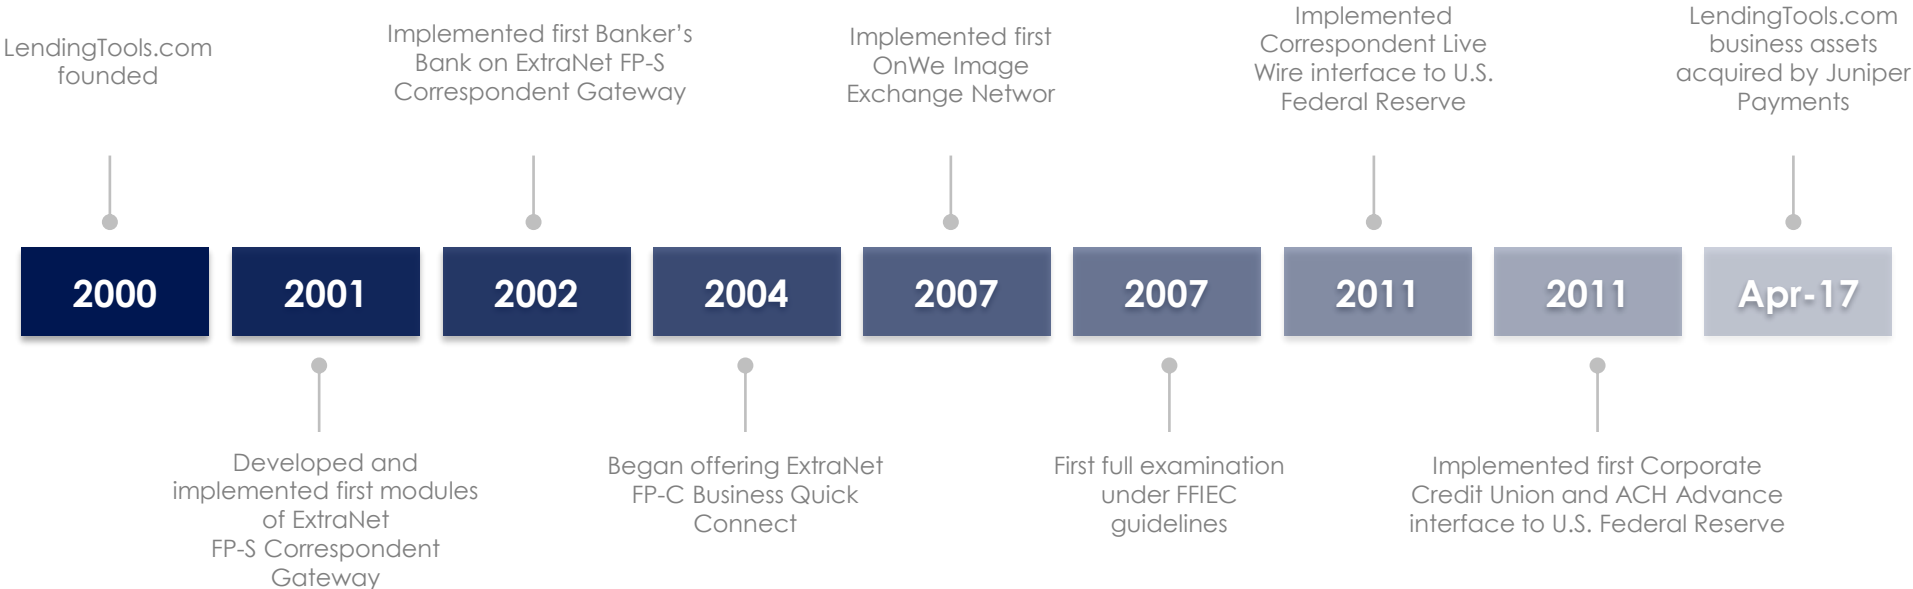 LendingTools.com
founded
Implemented first Banker’s
Bank on ExtraNet FP-S
Correspondent Gateway
Implemented first
OnWe Image
Exchange Networ
Implemented
Correspondent Live
Wire interface to U.S.
Federal Reserve
LendingTools.com
business assets
acquired by Juniper
Payments
2000
2001
2002
2004
2007
2007
2011
2011
Apr-17
Developed and
implemented first modules
of ExtraNet
FP-S Correspondent
Gateway
Began offering ExtraNet
FP-C Business Quick
Connect
First full examination
under FFIEC
guidelines
Implemented first Corporate
Credit Union and ACH Advance
interface to U.S. Federal Reserve